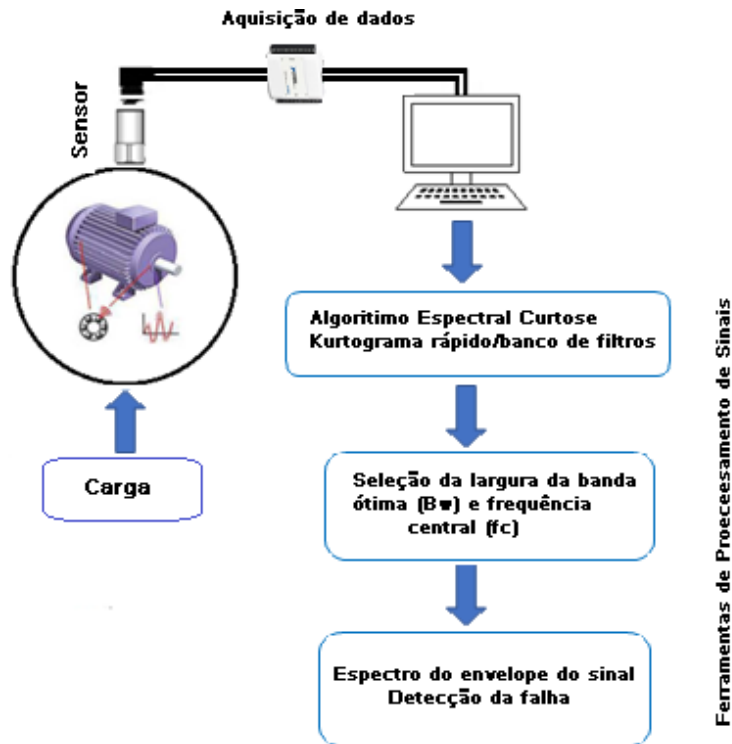 Aquisição de dados
Sensor
Algoritimo Espectral Curtose
Kurtograma rápido/banco de filtros
Carga
Seleção da largura da banda
ótima (Bw) e frequência
central (fc)
Espectro do envelope do sinal
Detecção da falha
Ferramentas de Proeceesamento de Sinais